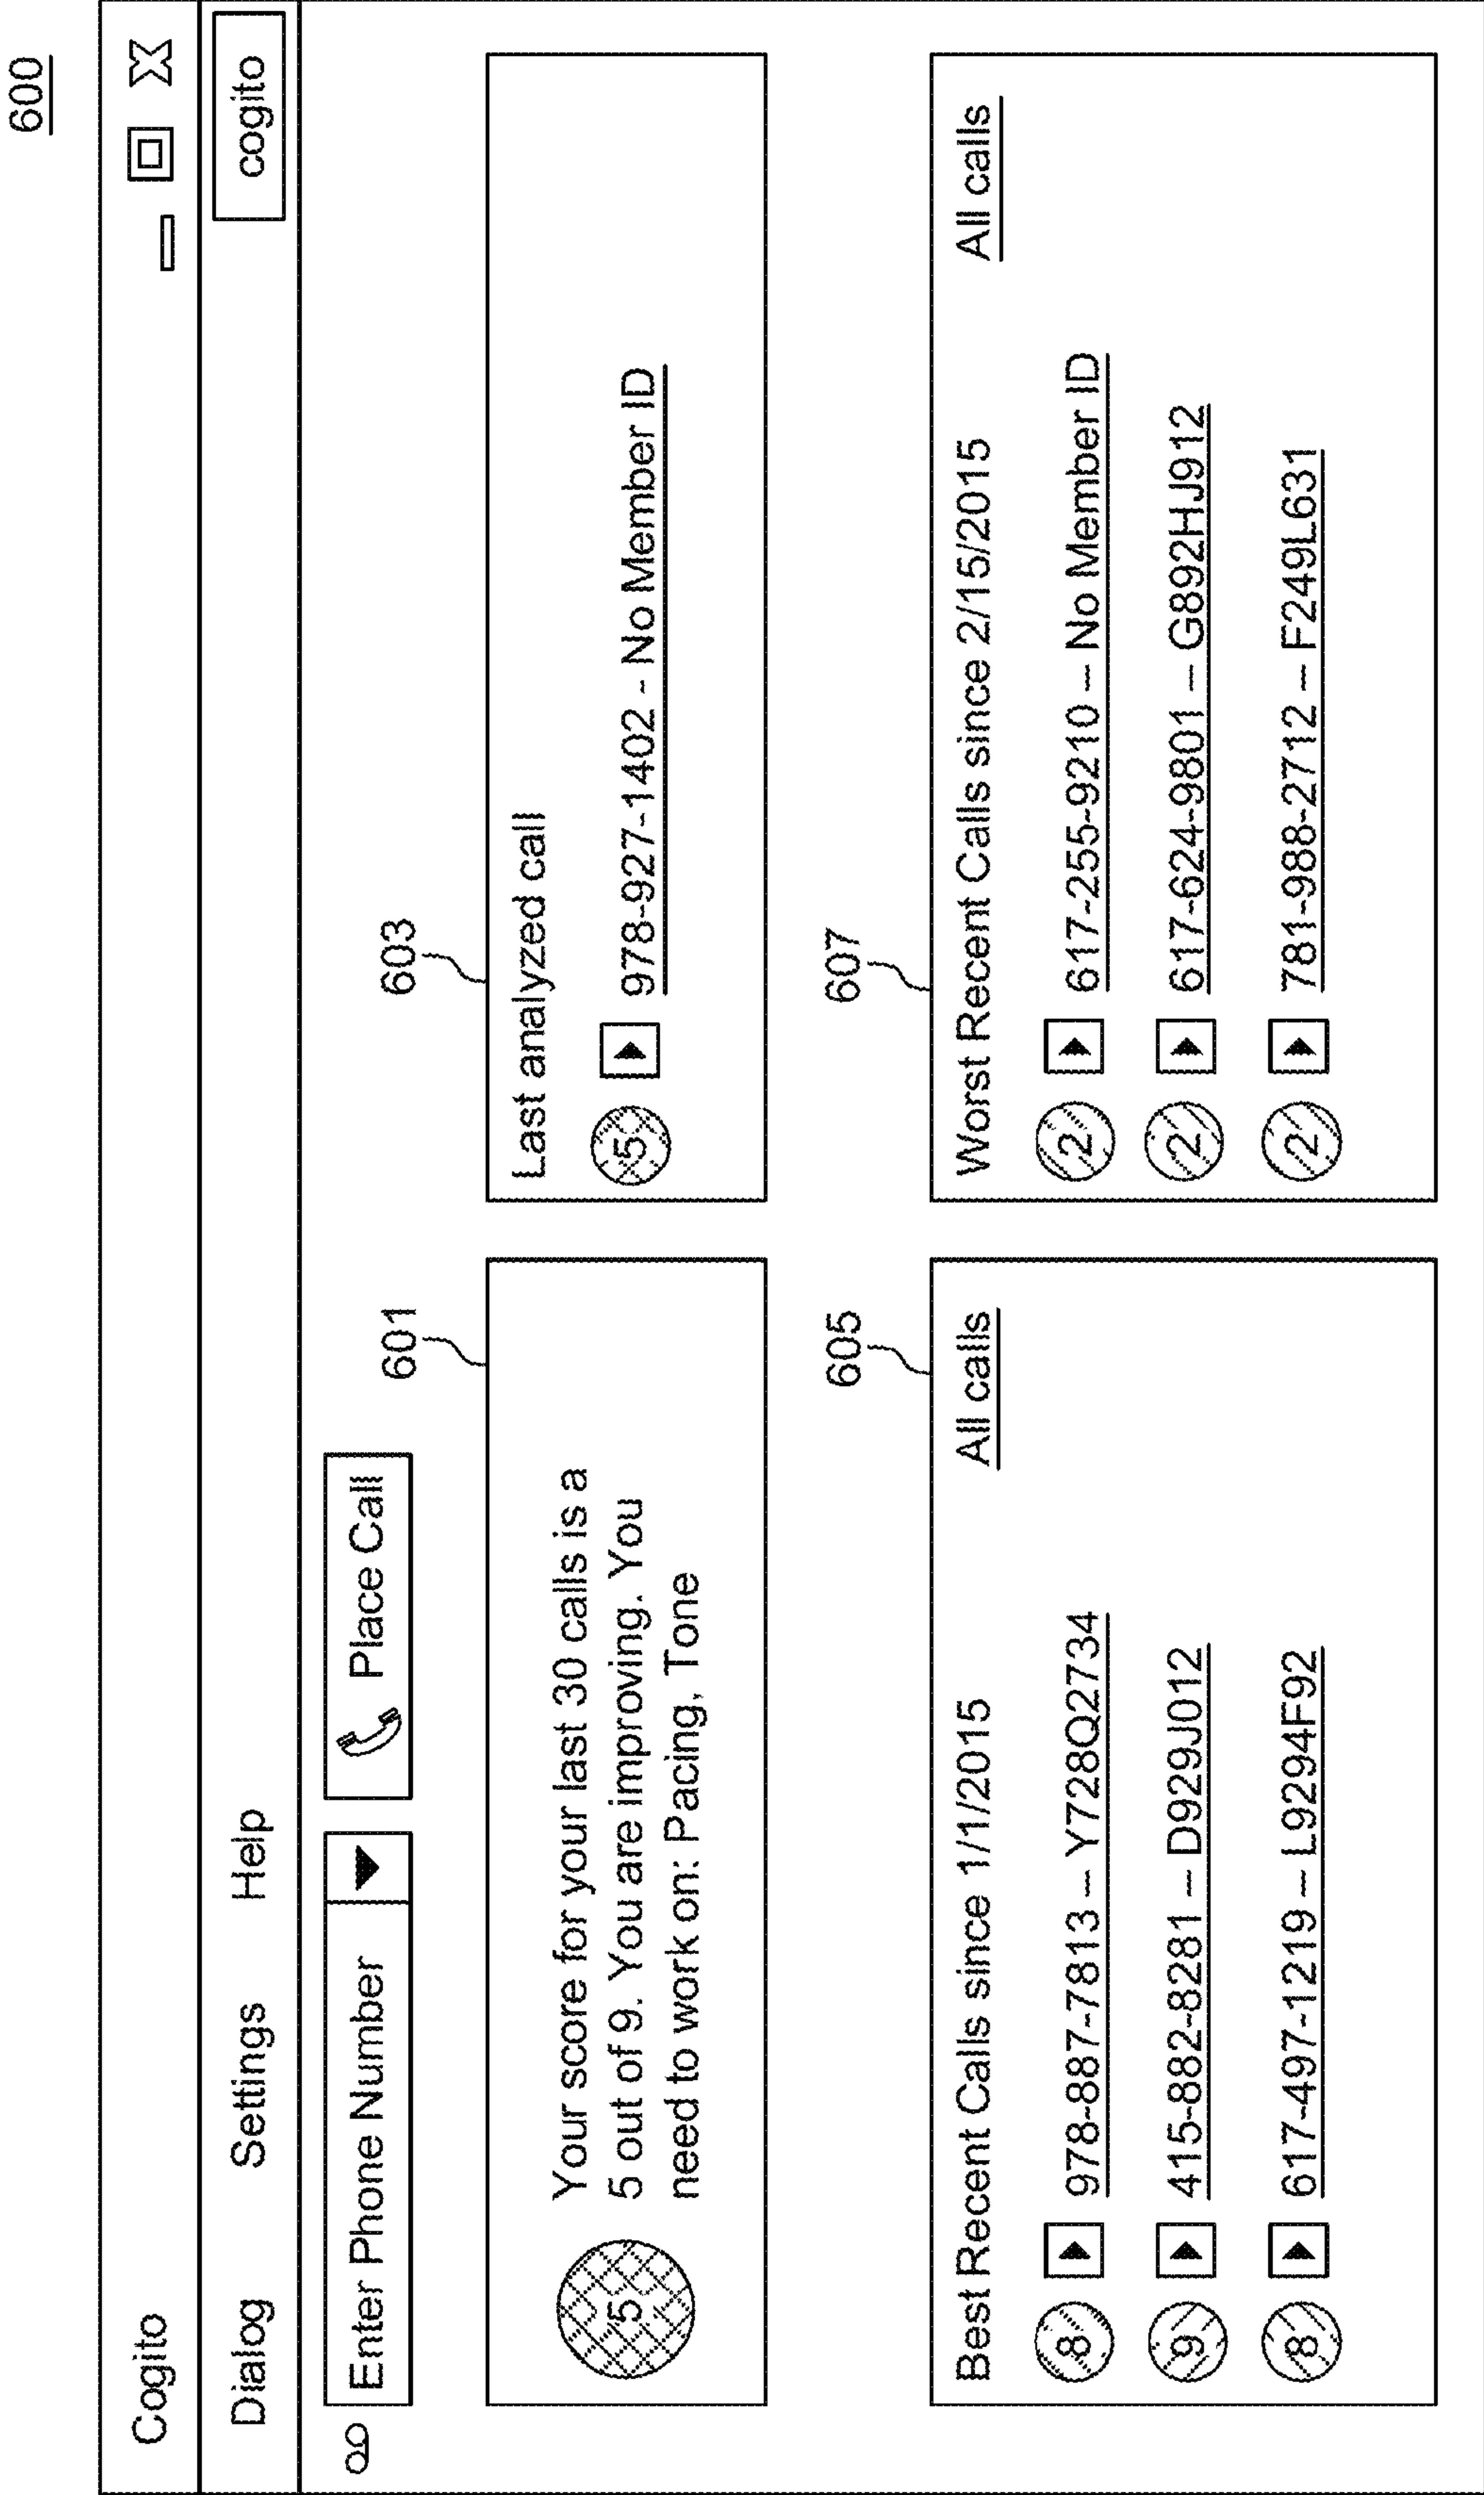 600
Cogito
Dialog Settings Help cogito
Enter Phone Number Place Call
601
603
Your score for your last 30 calls is a
5 out of 9. You are improving. You
need to work on: Pacing, Tone
5
Last analyzed call
5 978-927-1402 - No Member ID
605
607
Best Recent Calls since 1/1/2015 All calls
8 978-887-7813 – Y728Q2734
9 415-882-8281 – D929J012
8 617-497-1219 – L9294F92
Worst Recent Calls since 2/15/2015 All calls
2 617-255-9210 – No Member ID
2 617-624-9801 – G892HJ912
2 781-988-2712 – F249L631